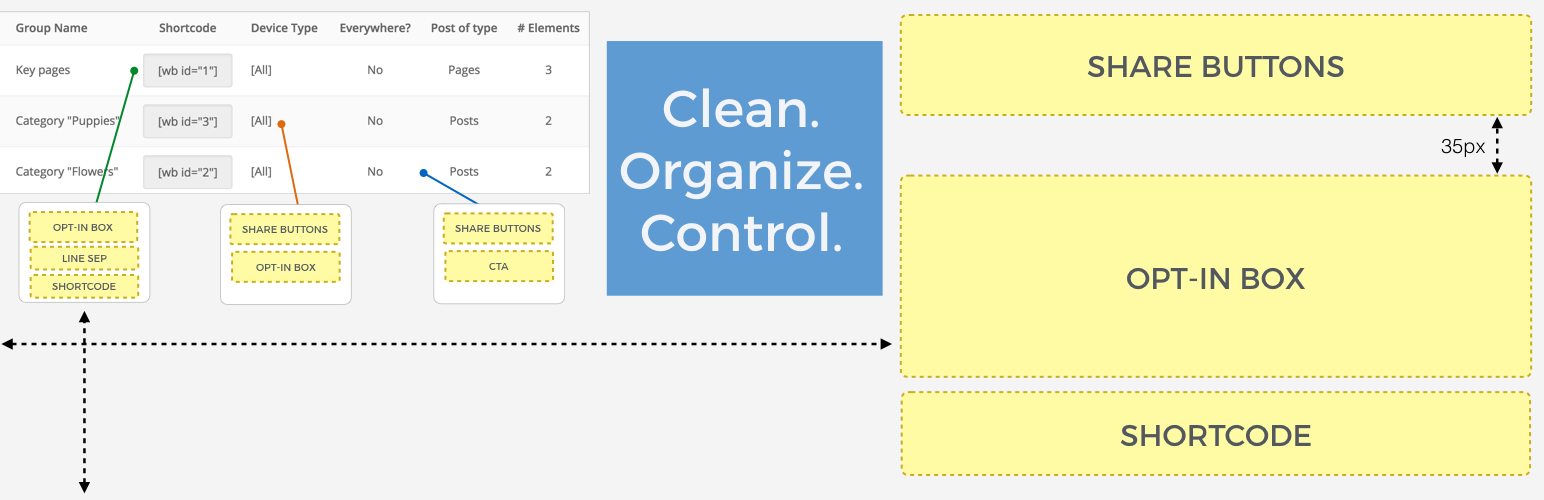 Group Name Shortcode Device Type Everywhere? Post of type # Elements
Key pages [wb id="1"] [All] No Pages 3
Category "Puppies" [wb id="3"] [All] No Posts 2
Category "Flowers" [wb id="2"] [All] No Posts 2
OPT-IN BOX
LINE SEP
SHORTCODE
SHARE BUTTONS
OPT-IN BOX
SHARE BUTTONS
CTA
Clean.
Organize.
Control.
SHARE BUTTONS
35px
OPT-IN BOX
SHORTCODE